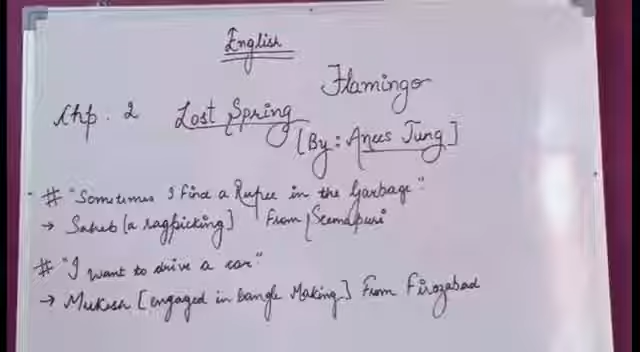 English
Flamingo
Chp. 2 Lost Spring
[By: Anees Jung]
# "Sometimes I find a Rupee in the Garbage".
→ Saheb [a ragpicking] From Seemapuri
# "I want to drive a car"
→ Mukesh [engaged in bangle Making] From Firozabad